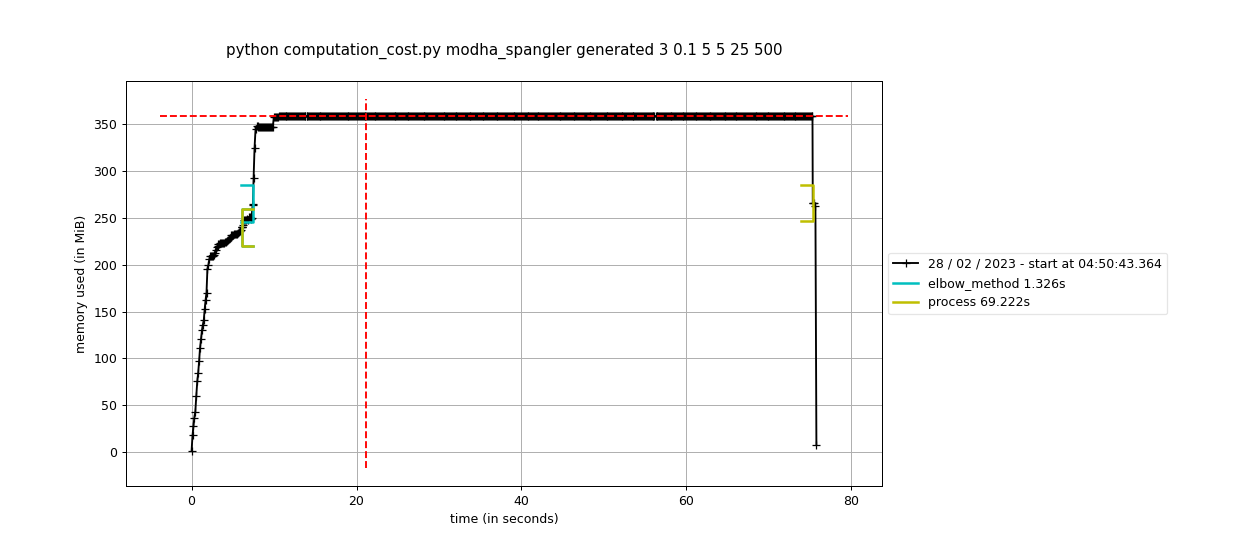 python computation_cost.py modha_spangler generated 3 0.1 5 5 25 500
memory used (in MiB)
350
300
250
200
150
100
50
0
0 20 40 60 80
time (in seconds)
28 / 02 / 2023 - start at 04:50:43.364
elbow_method 1.326s
process 69.222s